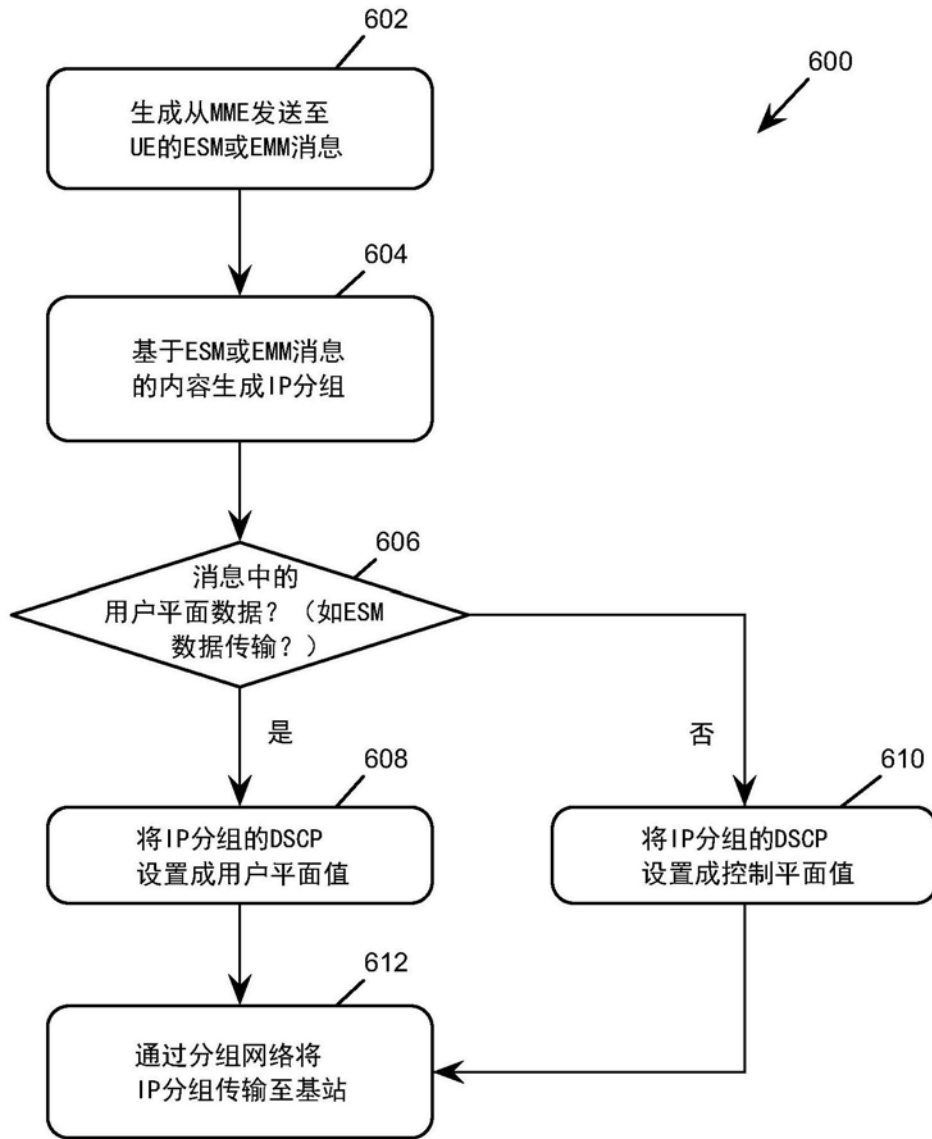 602
600
生成从MME发送至
UE的ESM或EMM消息
604
基于ESM或EMM消息
的内容生成IP分组
606
消息中的
用户平面数据？（如ESM
数据传输？）
是
否
608
610
将IP分组的DSCP
设置成用户平面值
将IP分组的DSCP
设置成控制平面值
612
通过分组网络将
IP分组传输至基站